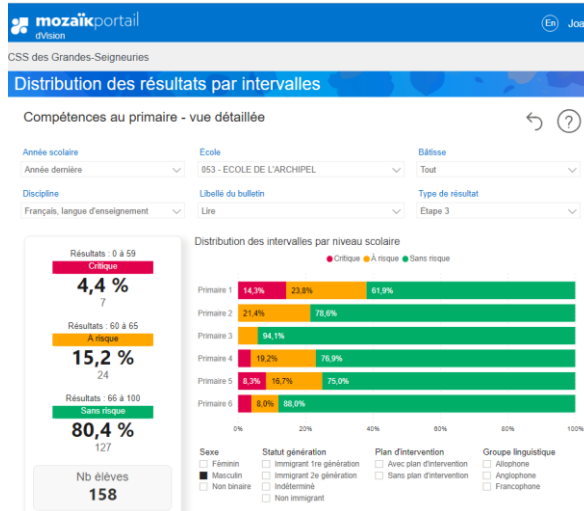 mozaïkportail
dVision
En Joa
CSS des Grandes-Seigneuries
Distribution des résultats par intervalles
Compétences au primaire - vue détaillée
?
Année scolaire
Année dernière
Ecole
053 - ECOLE DE L'ARCHIPEL
Bâtisse
Tout
Discipline
Français, langue d'enseignement
Libellé du bulletin
Lire
Type de résultat
Etape 3
Résultats : 0 à 59
Critique
4,4 %
7
Résultats : 60 à 65
A risque
15,2 %
24
Résultats : 66 à 100
Sans risque
80,4 %
127
Nb élèves
158
Distribution des intervalles par niveau scolaire
Critique À risque Sans risque
Primaire 1 14,3% 23,8% 61,9%
Primaire 2 21,4% 78,6%
Primaire 3 94,1%
Primaire 4 19,2% 76,9%
Primaire 5 8,3% 16,7% 75,0%
Primaire 6 8,0% 88,0%
0% 20% 40% 60% 80% 100%
Sexe
Féminin
Masculin
Non binaire
Statut génération
Immigrant 1re génération
Immigrant 2e génération
Indéterminé
Non immigrant
Plan d'intervention
Avec plan d'intervention
Sans plan d'intervention
Groupe linguistique
Allophone
Anglophone
Francophone